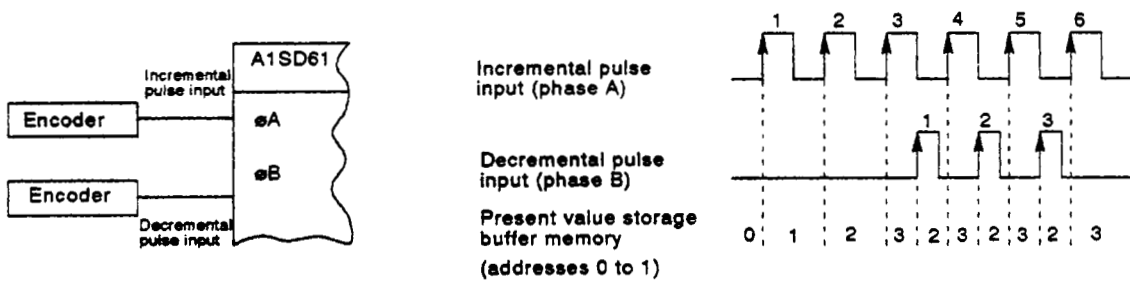 A1SD61
Incremental
pulse input
Encoder
øA
øB
Encoder
Decremental
pulse input
1 2 3 4 5 6
Incremental pulse
input (phase A)
1 2 3
Decremental pulse
input (phase B)
Present value storage
buffer memory
(addresses 0 to 1)
0 1 2 3 2 3 2 3 2 3